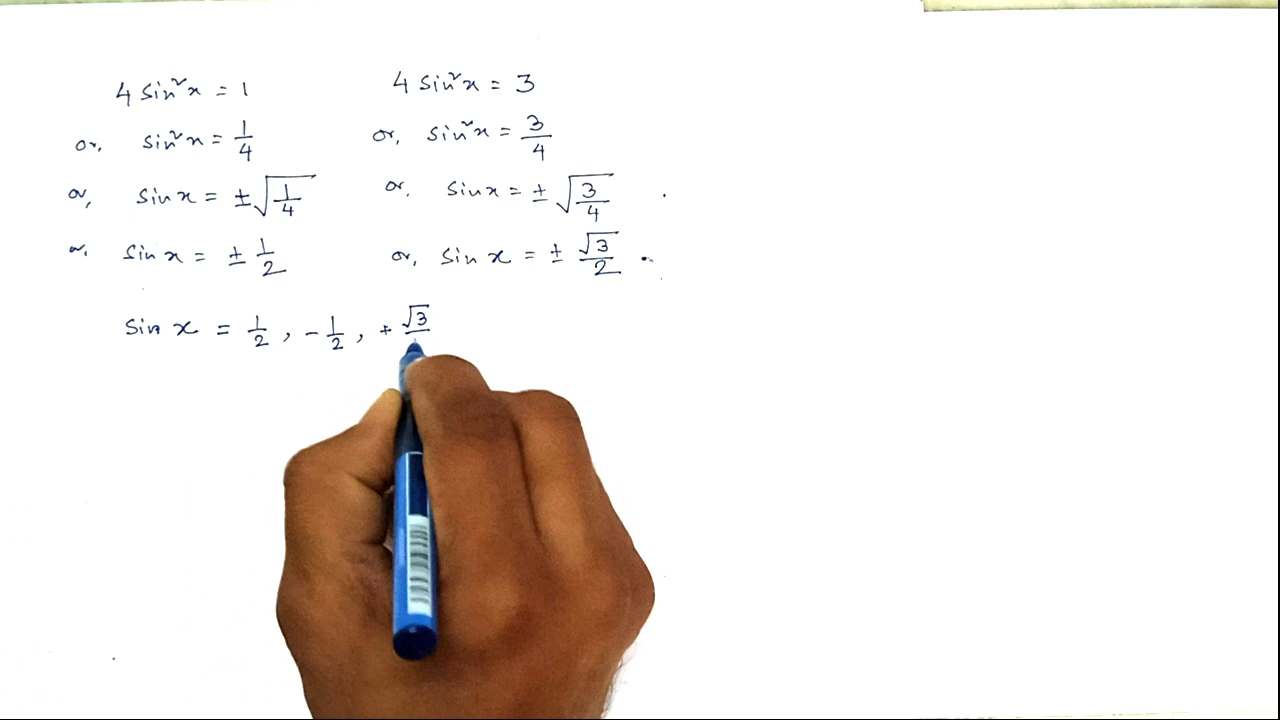 4 sin²x = 1
or, sin²x = 1/4
or, sin x = ±√(1/4)
or, sin x = ± 1/2
4 sin²x = 3
or, sin²x = 3/4
or, sin x = ± √(3/4)
or, sin x = ± √3/2
sin x = 1/2, -1/2, + √3/